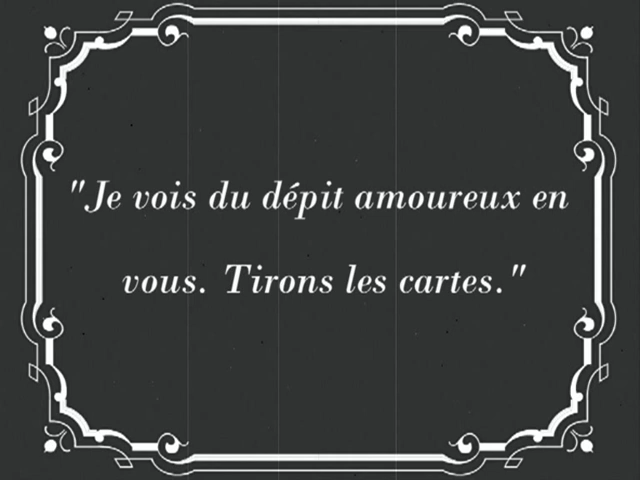 "Je vois du dépit amoureux en
vous. Tirons les cartes."